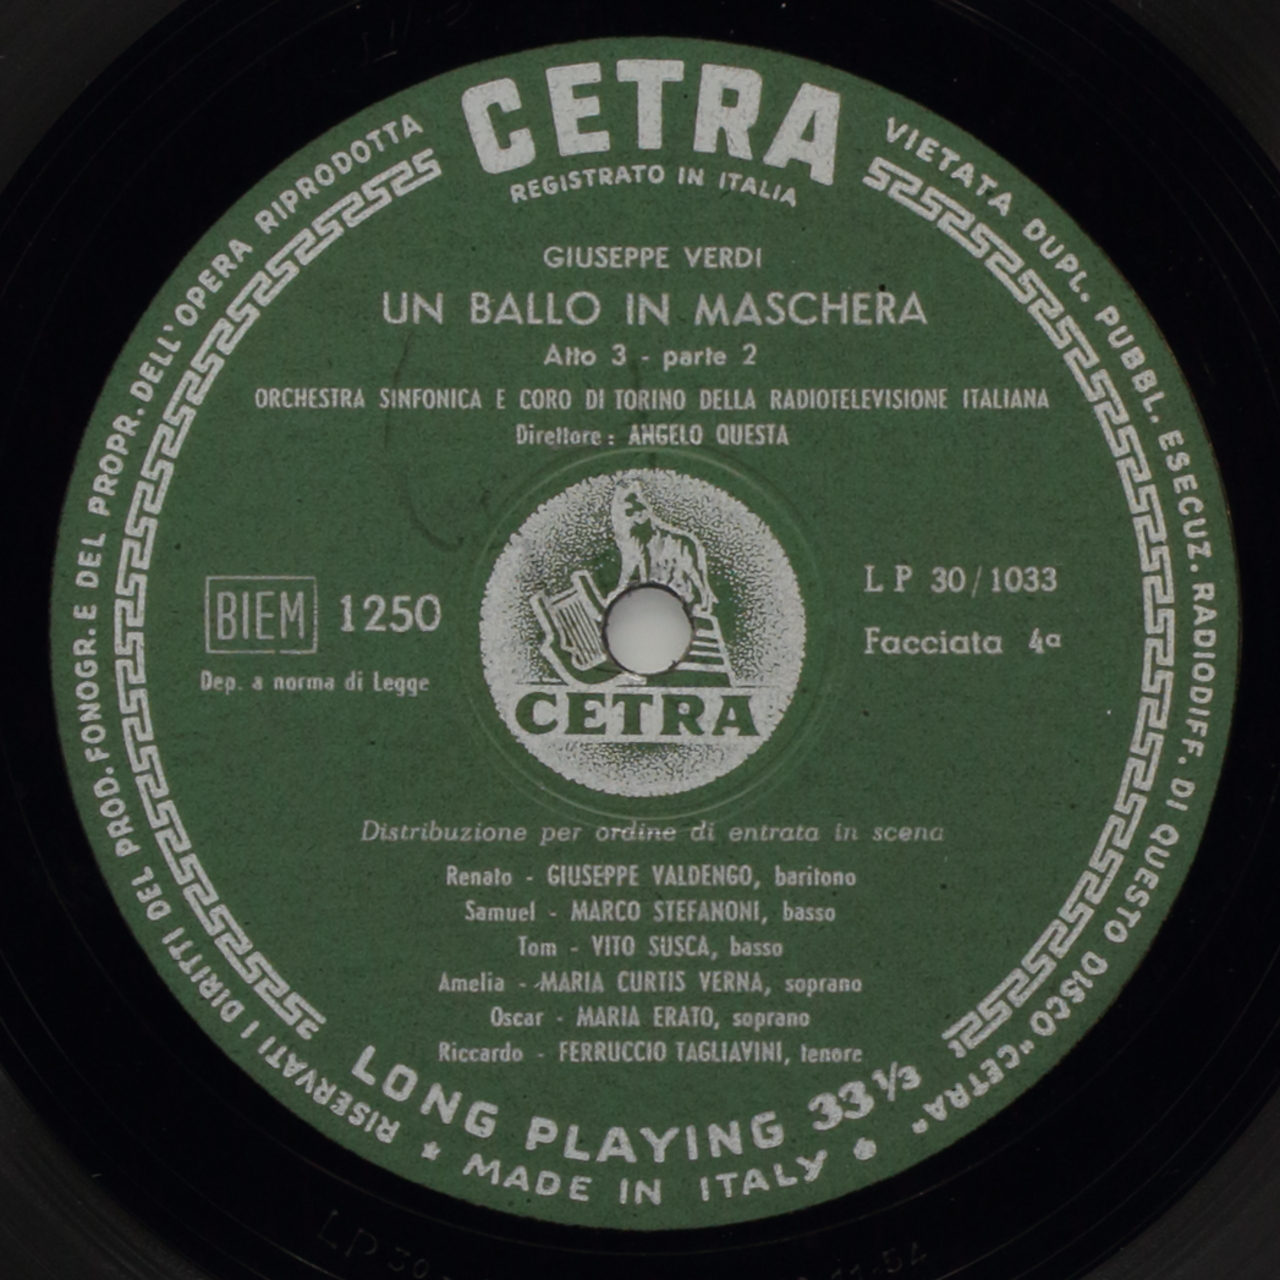 CETRA
REGISTRATO IN ITALIA
GIUSEPPE VERDI
UN BALLO IN MASCHERA
Atto 3 - parte 2
ORCHESTRA SINFONICA E CORO DI TORINO DELLA RADIOTELEVISIONE ITALIANA
Direttore: ANGELO QUESTA
BIEM 1250
Dep. a norma di Legge
LP 30/1033
Facciata 4a
CETRA
Distribuzione per ordine di entrata in scena
Renato - GIUSEPPE VALDENGO, baritono
Samuel - MARCO STEFANONI, basso
Tom - VITO SUSCA, basso
Amelia - MARIA CURTIS VERNA, soprano
Oscar - MARIA ERATO, soprano
Riccardo - FERRUCCIO TAGLIAVINI, tenore
LONG PLAYING 33 1/3
★ MADE IN ITALY
RISERVATI I DIRITTI DEL PROD. FONOGR. E DEL PROPR. DELL'OPERA RIPRODOTTA
VIETATA DUPL. PUBBL. ESECUZ. RADIODIFF. DI QUESTO DISCO "CETRA"
LP 30
11.54